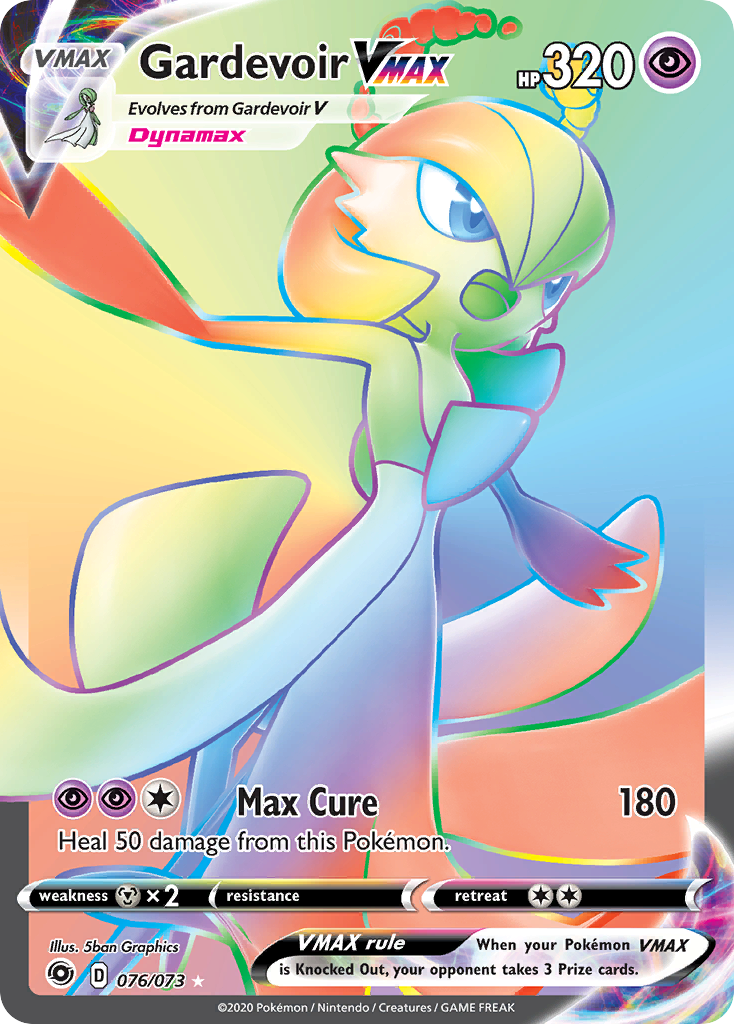 VMAX
Gardevoir VMAX
HP 320
Evolves from Gardevoir V
Dynamax
Max Cure 180
Heal 50 damage from this Pokémon.
weakness ×2 resistance retreat
Illus. 5ban Graphics
VMAX rule When your Pokémon VMAX
is Knocked Out, your opponent takes 3 Prize cards.
D 076/073
©2020 Pokémon / Nintendo / Creatures / GAME FREAK